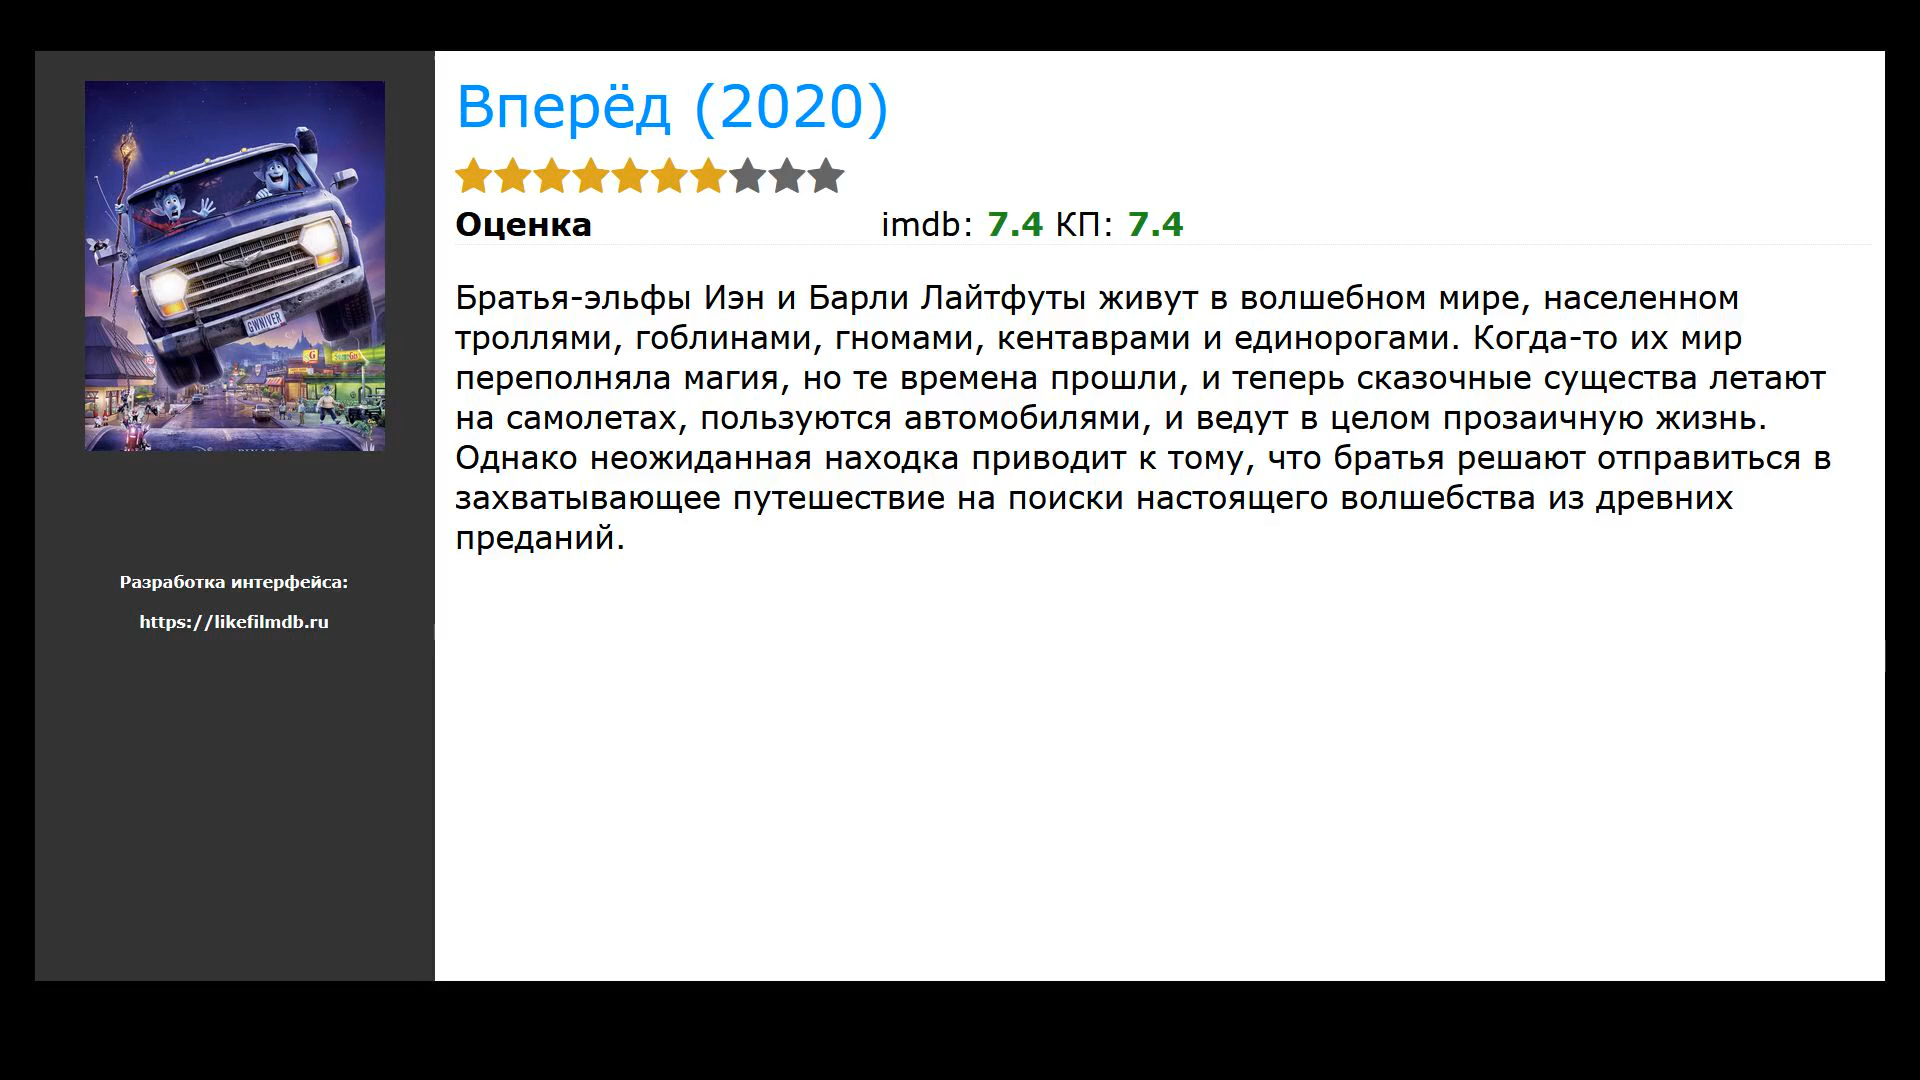 Вперёд (2020)
Оценка imdb: 7.4 КП: 7.4
Братья-эльфы Иэн и Барли Лайтфуты живут в волшебном мире, населенном
троллями, гоблинами, гномами, кентаврами и единорогами. Когда-то их мир
переполняла магия, но те времена прошли, и теперь сказочные существа летают
на самолетах, пользуются автомобилями, и ведут в целом прозаичную жизнь.
Однако неожиданная находка приводит к тому, что братья решают отправиться в
захватывающее путешествие на поиски настоящего волшебства из древних
преданий.
GWNIVER
Разработка интерфейса:
https://likefilmdb.ru